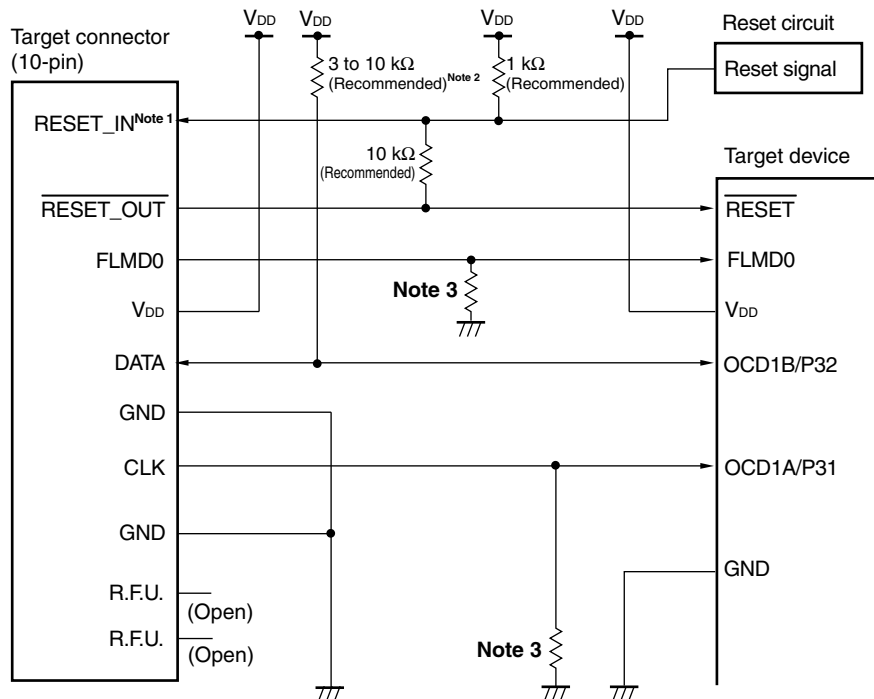 VDD VDD VDD VDD
Target connector
(10-pin)
Reset circuit
Reset signal
3 to 10 kΩ
(Recommended)Note 2
1 kΩ
(Recommended)
RESET_INNote 1
10 kΩ
(Recommended)
Target device
RESET_OUT
RESET
FLMD0
FLMD0
Note 3
VDD
VDD
DATA
OCD1B/P32
GND
CLK
OCD1A/P31
GND
GND
R.F.U.
(Open)
R.F.U.
(Open)
Note 3